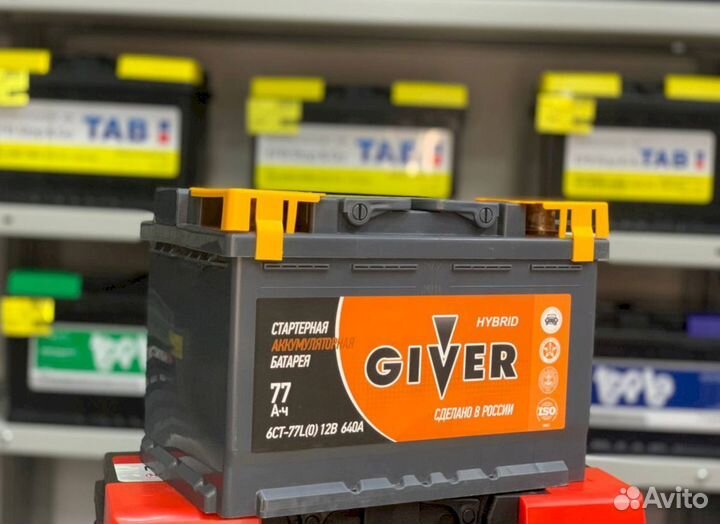 TAB
TAB
TAB
HYBRID
СТАРТЕРНАЯ
АККУМУЛЯТОРНАЯ
БАТАРЕЯ
GIVER
77
А·ч
СДЕЛАНО В РОССИИ
6СТ-77L(0) 12В 640А
ISO
Avito